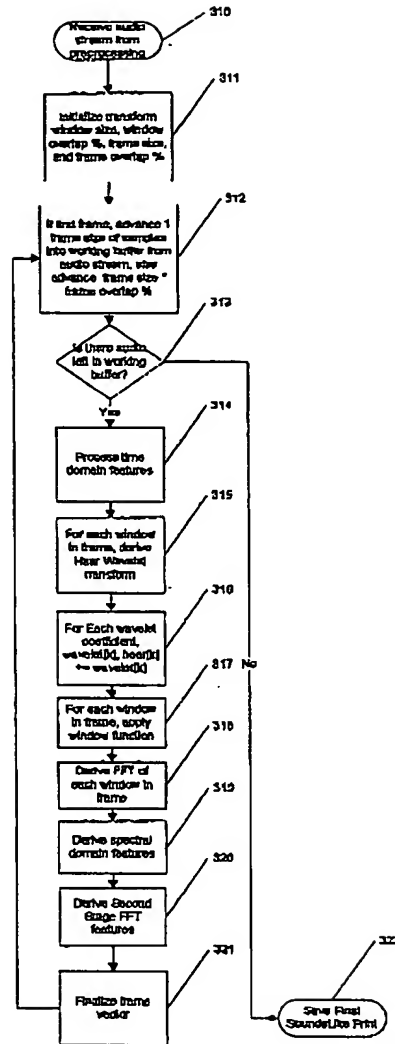 310
Receive audio
stream from
preprocessing
311
Initialize transform
window size, window
overlap %, frame size,
and frame overlap %
312
If first frame, advance 1
frame size of samples
into working buffer from
audio stream, else
advance frame size *
frame overlap %
313
Is there audio
left in working
buffer?
Yes
No
314
Process time
domain features
315
For each window
in frame, derive
Haar Wavelet
transform
316
For Each wavelet
coefficient,
wavelet[k], haar[k]
+= wavelet[k]
317
For each window
in frame, apply
window function
318
Derive FFT of
each window in
frame
319
Derive spectral
domain features
320
Derive Second
Stage FFT
features
321
Finalize frame
vector
Save Final
SoundsLike Print